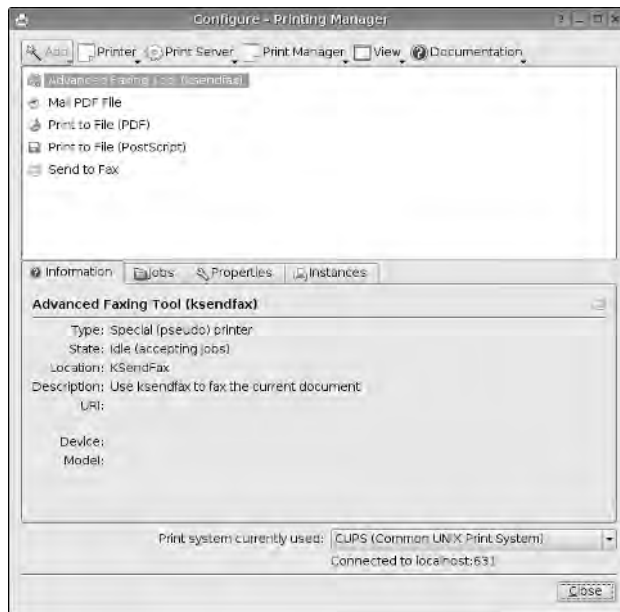 Configure – Printing Manager
Add Printer Print Server Print Manager View Documentation
Advanced Faxing Tool (ksendfax)
Mail PDF File
Print to File (PDF)
Print to File (PostScript)
Send to Fax
Information Jobs Properties Instances
Advanced Faxing Tool (ksendfax)
Type: Special (pseudo) printer
State: Idle (accepting jobs)
Location: KSendFax
Description: Use ksendfax to fax the current document
URI:
Device:
Model:
Print system currently used: CUPS (Common UNIX Print System)
Connected to localhost:631
Close